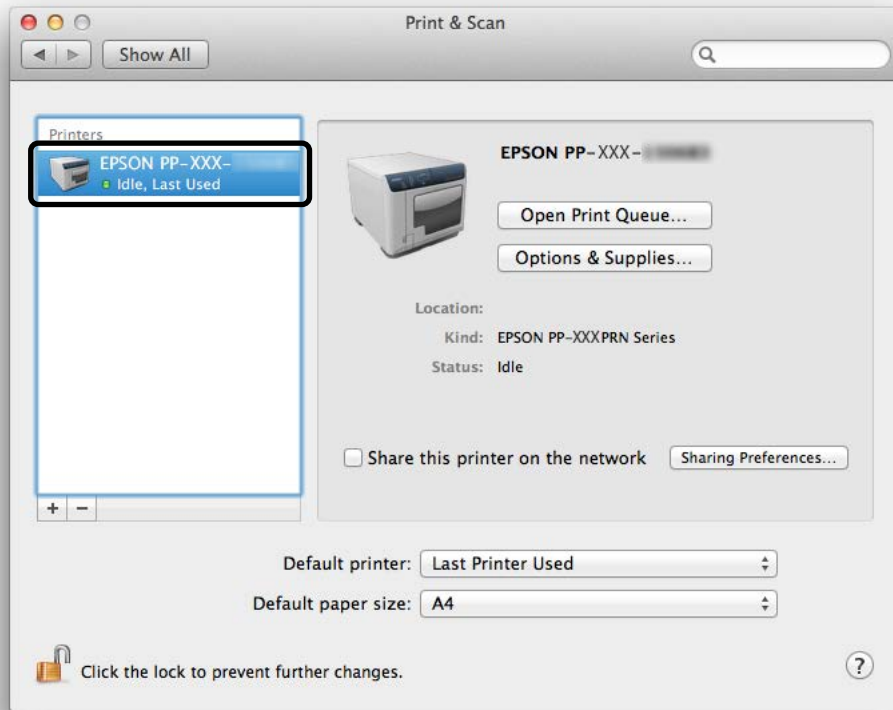 Print & Scan
Show All
Printers
EPSON PP-XXX-
Idle, Last Used
EPSON PP-XXX-
Open Print Queue...
Options & Supplies...
Location:
Kind: EPSON PP-XXXPRN Series
Status: Idle
Share this printer on the network Sharing Preferences...
+ −
Default printer: Last Printer Used
Default paper size: A4
Click the lock to prevent further changes. ?